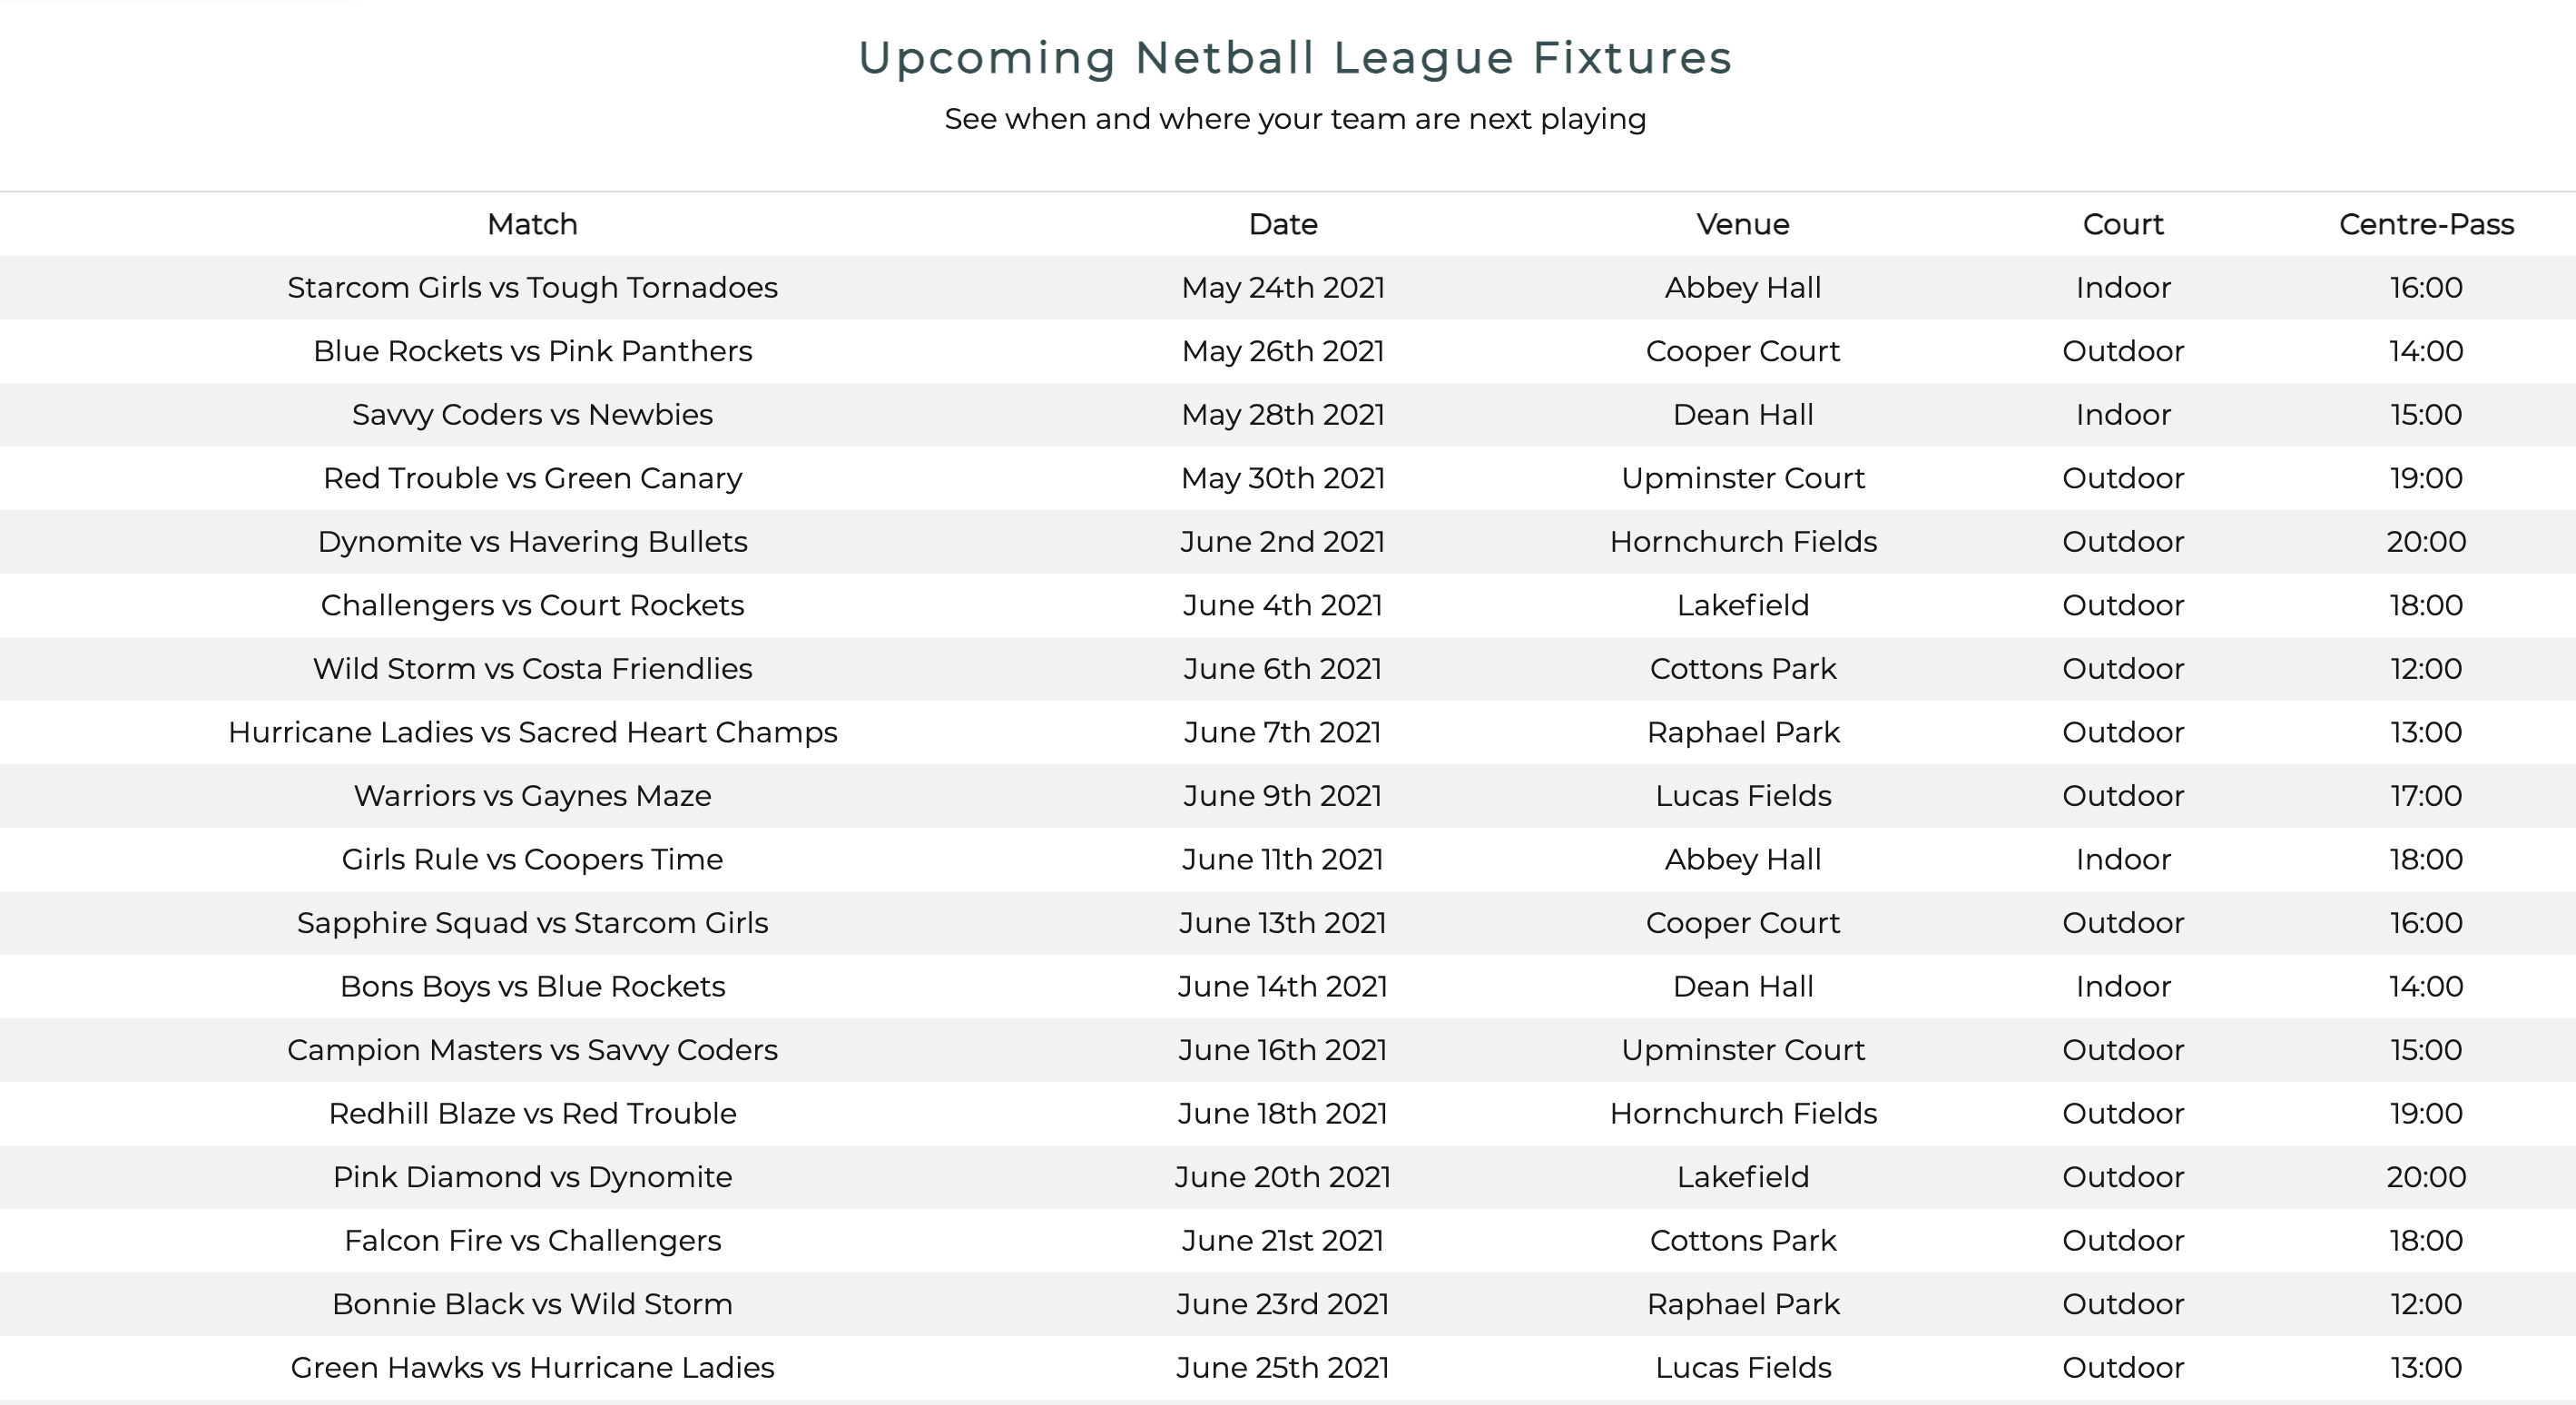 Upcoming Netball League Fixtures
See when and where your team are next playing
Match Date Venue Court Centre-Pass
Starcom Girls vs Tough Tornadoes May 24th 2021 Abbey Hall Indoor 16:00
Blue Rockets vs Pink Panthers May 26th 2021 Cooper Court Outdoor 14:00
Savvy Coders vs Newbies May 28th 2021 Dean Hall Indoor 15:00
Red Trouble vs Green Canary May 30th 2021 Upminster Court Outdoor 19:00
Dynomite vs Havering Bullets June 2nd 2021 Hornchurch Fields Outdoor 20:00
Challengers vs Court Rockets June 4th 2021 Lakefield Outdoor 18:00
Wild Storm vs Costa Friendlies June 6th 2021 Cottons Park Outdoor 12:00
Hurricane Ladies vs Sacred Heart Champs June 7th 2021 Raphael Park Outdoor 13:00
Warriors vs Gaynes Maze June 9th 2021 Lucas Fields Outdoor 17:00
Girls Rule vs Coopers Time June 11th 2021 Abbey Hall Indoor 18:00
Sapphire Squad vs Starcom Girls June 13th 2021 Cooper Court Outdoor 16:00
Bons Boys vs Blue Rockets June 14th 2021 Dean Hall Indoor 14:00
Campion Masters vs Savvy Coders June 16th 2021 Upminster Court Outdoor 15:00
Redhill Blaze vs Red Trouble June 18th 2021 Hornchurch Fields Outdoor 19:00
Pink Diamond vs Dynomite June 20th 2021 Lakefield Outdoor 20:00
Falcon Fire vs Challengers June 21st 2021 Cottons Park Outdoor 18:00
Bonnie Black vs Wild Storm June 23rd 2021 Raphael Park Outdoor 12:00
Green Hawks vs Hurricane Ladies June 25th 2021 Lucas Fields Outdoor 13:00